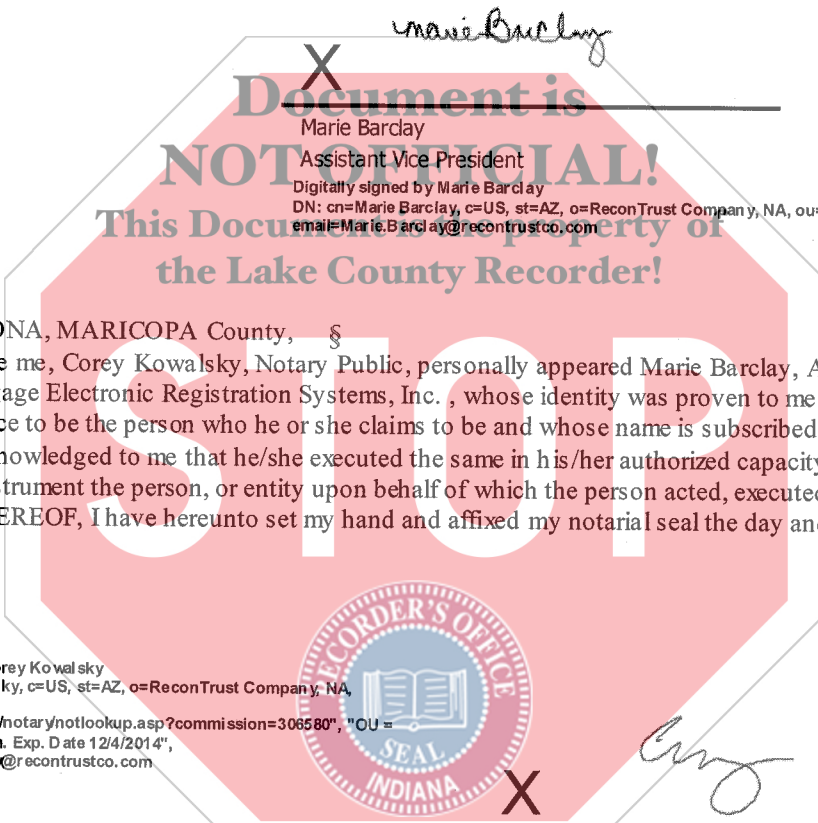 Marie Barclay
X
Document is
Marie Barclay
NOT OFFICIAL!
Assistant Vice President
Digitally signed by Marie Barclay
DN: cn=Marie Barclay, c=US, st=AZ, o=ReconTrust Company, NA, ou=
This Document is the property of
email=Marie.Barclay@recontrustco.com
the Lake County Recorder!
ONA, MARICOPA County, §
e me, Corey Kowalsky, Notary Public, personally appeared Marie Barclay, A
age Electronic Registration Systems, Inc. , whose identity was proven to me
ce to be the person who he or she claims to be and whose name is subscribed
nowledged to me that he/she executed the same in his/her authorized capacity
strument the person, or entity upon behalf of which the person acted, executed
EREOF, I have hereunto set my hand and affixed my notarial seal the day and
STOP
RECORDER'S OFFICE
rey Kowalsky
ky, c=US, st=AZ, o=ReconTrust Company, NA,
/notary/notlookup.asp?commission=306580", "OU =
. Exp. Date 12/4/2014",
@recontrustco.com
SEAL
INDIANA
X